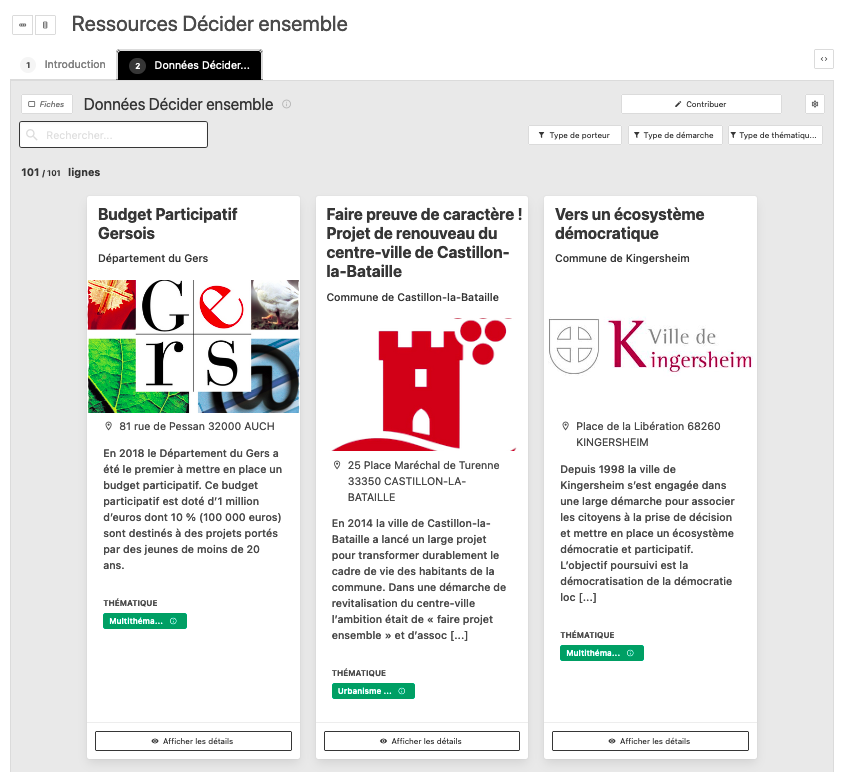 Ressources Décider ensemble
1 Introduction
2 Données Décider...
Fiches
Données Décider ensemble
Contribuer
Rechercher...
Type de porteur
Type de démarche
Type de thématiqu...
101 / 101 lignes
Budget Participatif
Gersois
Département du Gers
Ge
rs
81 rue de Pessan 32000 AUCH
En 2018 le Département du Gers a
été le premier à mettre en place un
budget participatif. Ce budget
participatif est doté d'1 million
d'euros dont 10 % (100 000 euros)
sont destinés à des projets portés
par des jeunes de moins de 20
ans.
THÉMATIQUE
Multithéma...
Afficher les détails
Faire preuve de caractère !
Projet de renouveau du
centre-ville de Castillon-
la-Bataille
Commune de Castillon-la-Bataille
25 Place Maréchal de Turenne
33350 CASTILLON-LA-
BATAILLE
En 2014 la ville de Castillon-la-
Bataille a lancé un large projet
pour transformer durablement le
cadre de vie des habitants de la
commune. Dans une démarche de
revitalisation du centre-ville
l'ambition était de « faire projet
ensemble » et d'assoc [...]
THÉMATIQUE
Urbanisme ...
Afficher les détails
Vers un écosystème
démocratique
Commune de Kingersheim
Ville de
Kingersheim
Place de la Libération 68260
KINGERSHEIM
Depuis 1998 la ville de
Kingersheim s'est engagée dans
une large démarche pour associer
les citoyens à la prise de décision
et mettre en place un écosystème
démocratie et participatif.
L'objectif poursuivi est la
démocratisation de la démocratie
loc [...]
THÉMATIQUE
Multithéma...
Afficher les détails